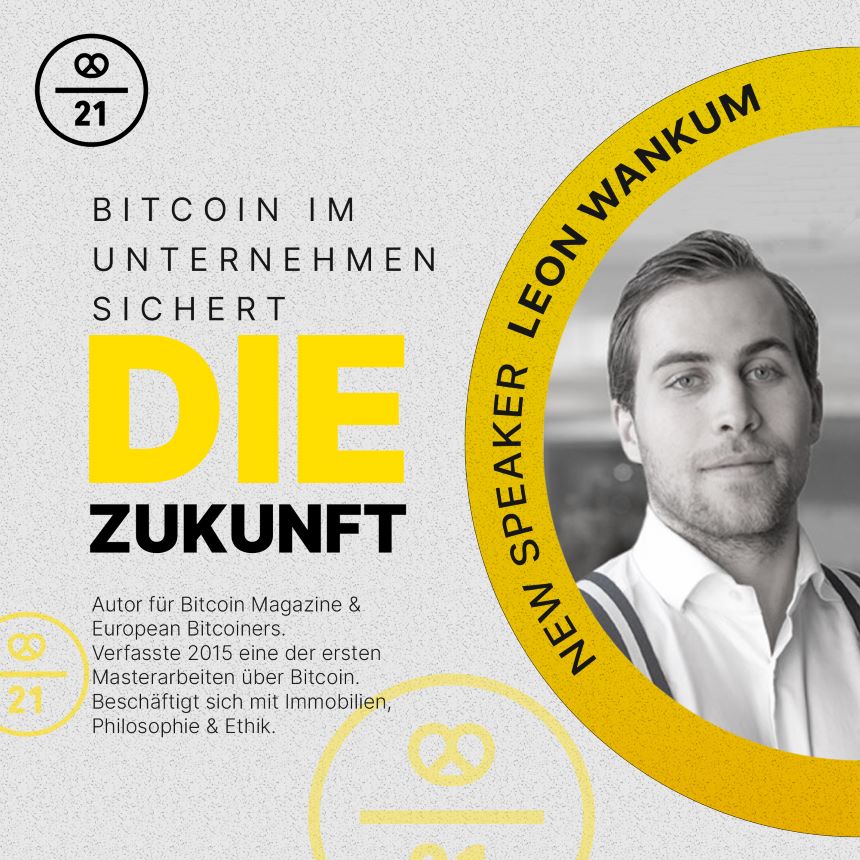 21
BITCOIN IM
UNTERNEHMEN
SICHERT
DIE
ZUKUNFT
NEW SPEAKER LEON WANKUM
Autor für Bitcoin Magazine &
European Bitcoiners.
Verfasste 2015 eine der ersten
Masterarbeiten über Bitcoin.
Beschäftigt sich mit Immobilien,
Philosophie & Ethik.
21
21